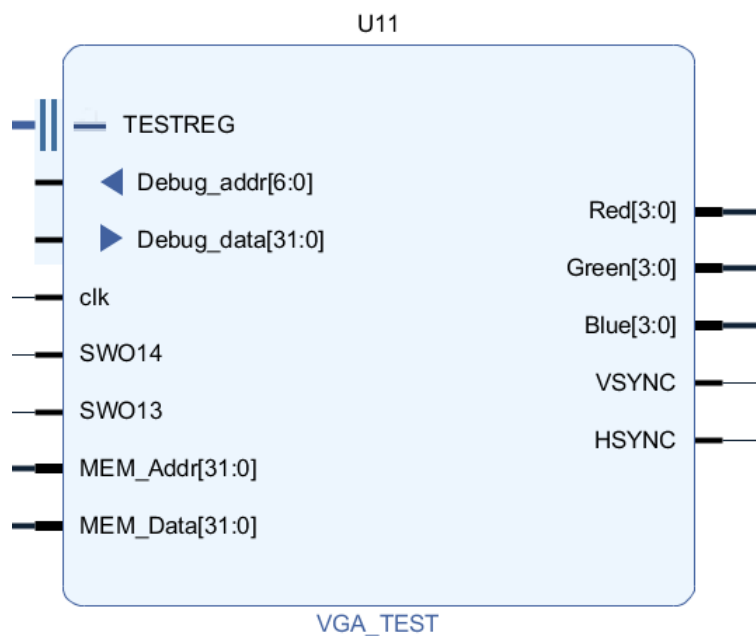 U11
TESTREG
Debug_addr[6:0]
Debug_data[31:0]
clk
SWO14
SWO13
MEM_Addr[31:0]
MEM_Data[31:0]
Red[3:0]
Green[3:0]
Blue[3:0]
VSYNC
HSYNC
VGA_TEST